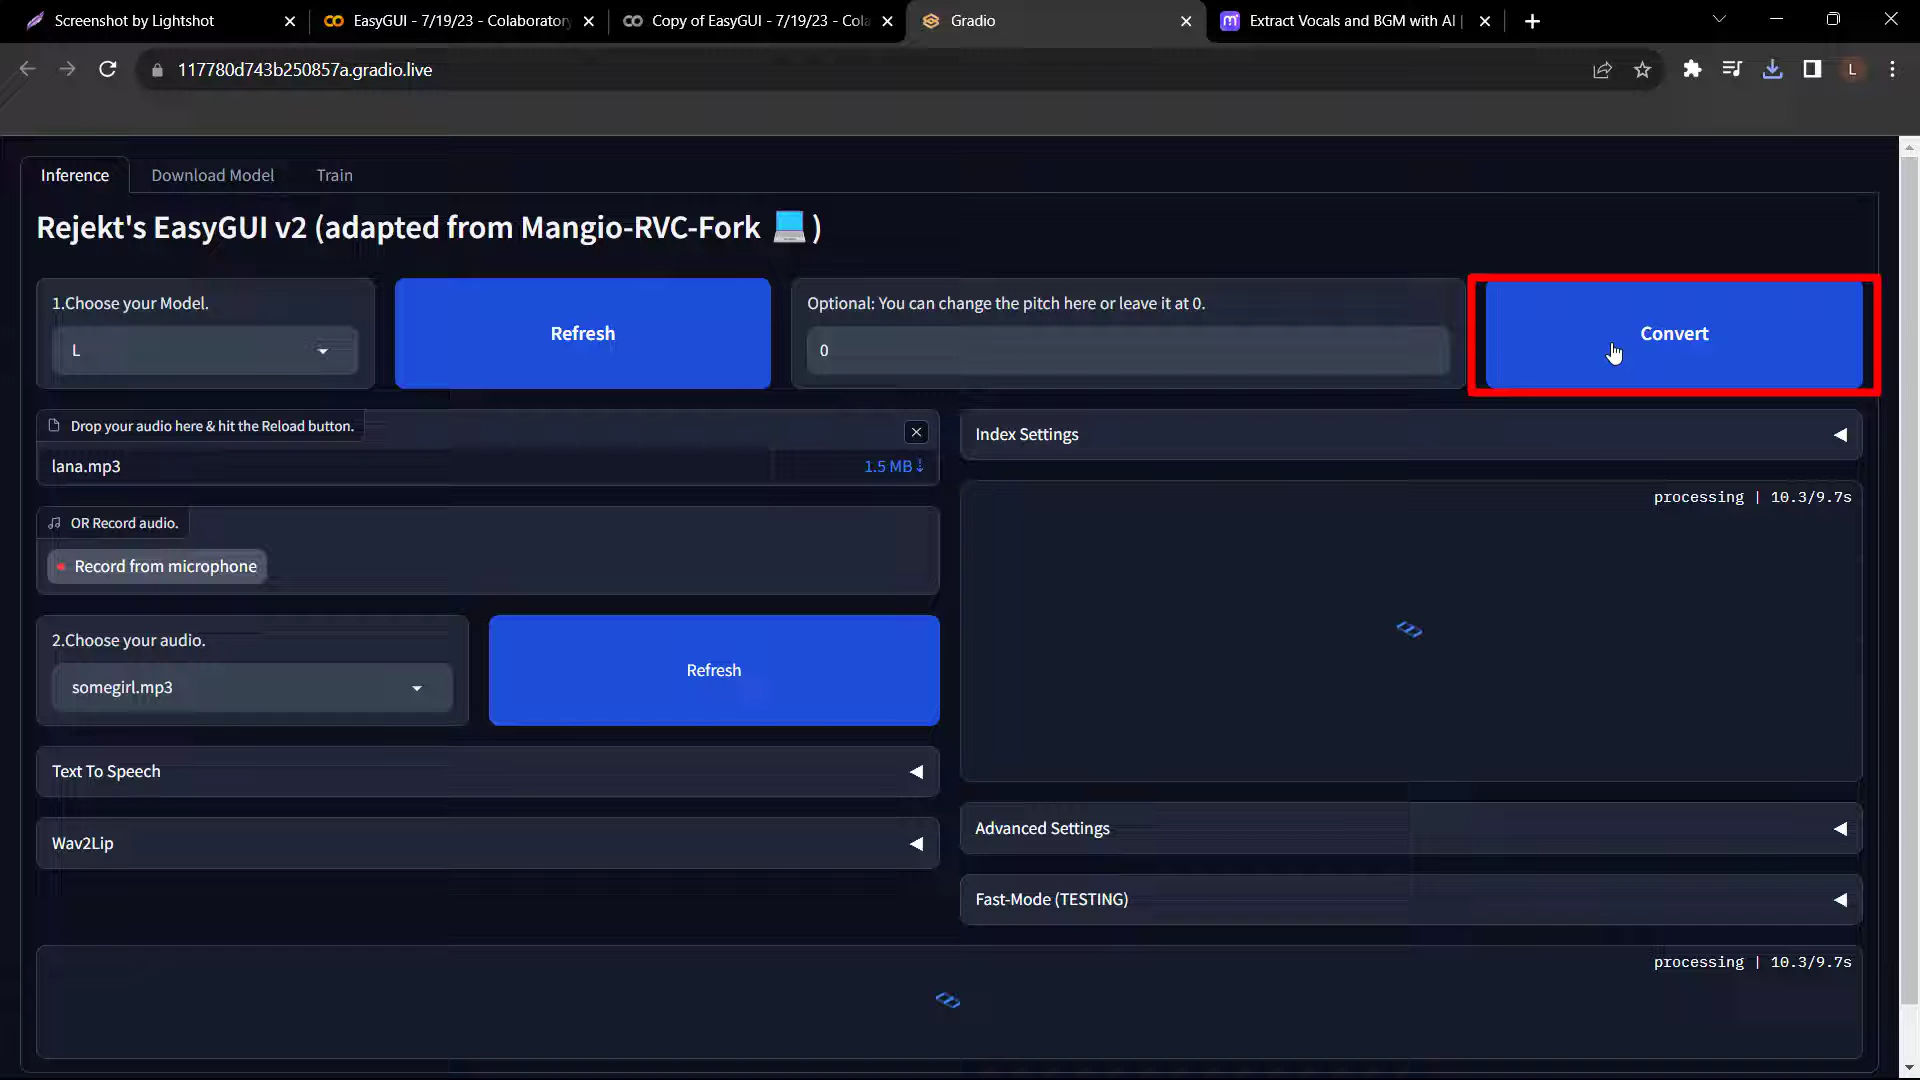 Screenshot by Lightshot
EasyGUI - 7/19/23 - Colaboratory
Copy of EasyGUI - 7/19/23 - Cola
Gradio
Extract Vocals and BGM with AI |
117780d743b250857a.gradio.live
L
Inference
Download Model
Train
Rejekt's EasyGUI v2 (adapted from Mangio-RVC-Fork 💻 )
1.Choose your Model.
L
Refresh
Optional: You can change the pitch here or leave it at 0.
0
Convert
Drop your audio here & hit the Reload button.
lana.mp3
1.5 MB ↓
Index Settings
processing | 10.3/9.7s
OR Record audio.
Record from microphone
2.Choose your audio.
somegirl.mp3
Refresh
Text To Speech
Wav2Lip
Advanced Settings
Fast-Mode (TESTING)
processing | 10.3/9.7s